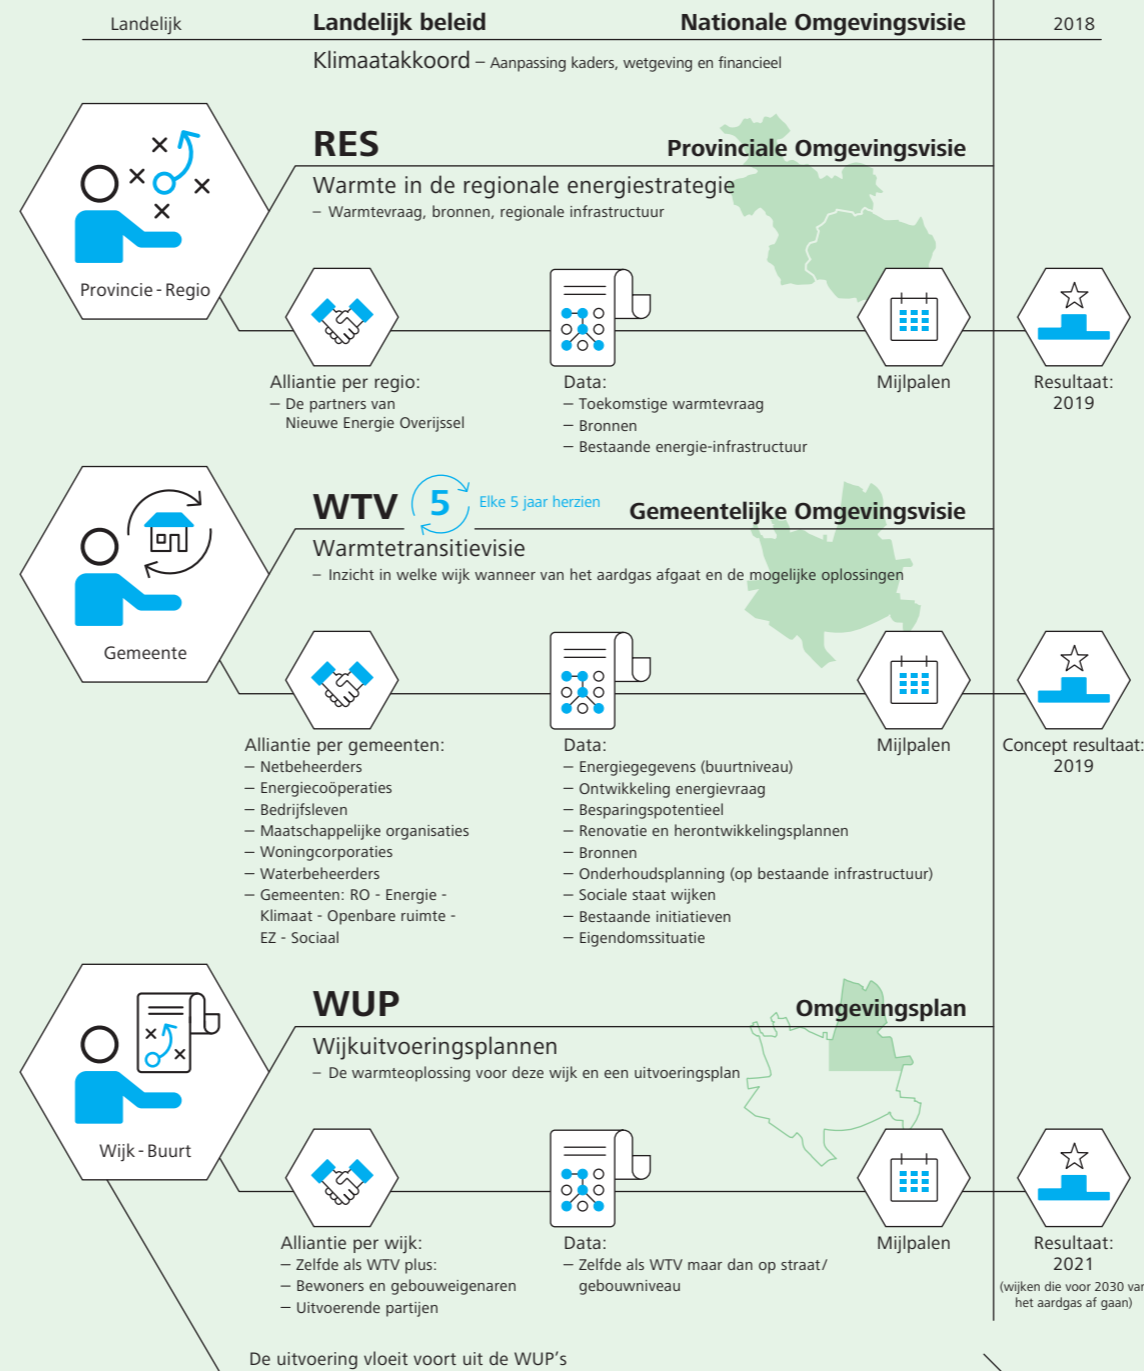 Landelijk
Landelijk beleid
Nationale Omgevingsvisie
2018
Klimaatakkoord – Aanpassing kaders, wetgeving en financieel
Provincie - Regio
RES
Provinciale Omgevingsvisie
Warmte in de regionale energiestrategie
– Warmtevraag, bronnen, regionale infrastructuur
Alliantie per regio:
– De partners van
Nieuwe Energie Overijssel
Data:
– Toekomstige warmtevraag
– Bronnen
– Bestaande energie-infrastructuur
Mijlpalen
Resultaat:
2019
Gemeente
WTV
5
Elke 5 jaar herzien
Gemeentelijke Omgevingsvisie
Warmtetransitievisie
– Inzicht in welke wijk wanneer van het aardgas afgaat en de mogelijke oplossingen
Alliantie per gemeenten:
– Netbeheerders
– Energiecoöperaties
– Bedrijfsleven
– Maatschappelijke organisaties
– Woningcorporaties
– Waterbeheerders
– Gemeenten: RO - Energie -
Klimaat - Openbare ruimte -
EZ - Sociaal
Data:
– Energiegegevens (buurtniveau)
– Ontwikkeling energievraag
– Besparingspotentieel
– Renovatie en herontwikkelingsplannen
– Bronnen
– Onderhoudsplanning (op bestaande infrastructuur)
– Sociale staat wijken
– Bestaande initiatieven
– Eigendomssituatie
Mijlpalen
Concept resultaat:
2019
Wijk - Buurt
WUP
Omgevingsplan
Wijkuitvoeringsplannen
– De warmteoplossing voor deze wijk en een uitvoeringsplan
Alliantie per wijk:
– Zelfde als WTV plus:
– Bewoners en gebouweigenaren
– Uitvoerende partijen
Data:
– Zelfde als WTV maar dan op straat/
gebouwniveau
Mijlpalen
Resultaat:
2021
(wijken die voor 2030 van
het aardgas af gaan)
De uitvoering vloeit voort uit de WUP's